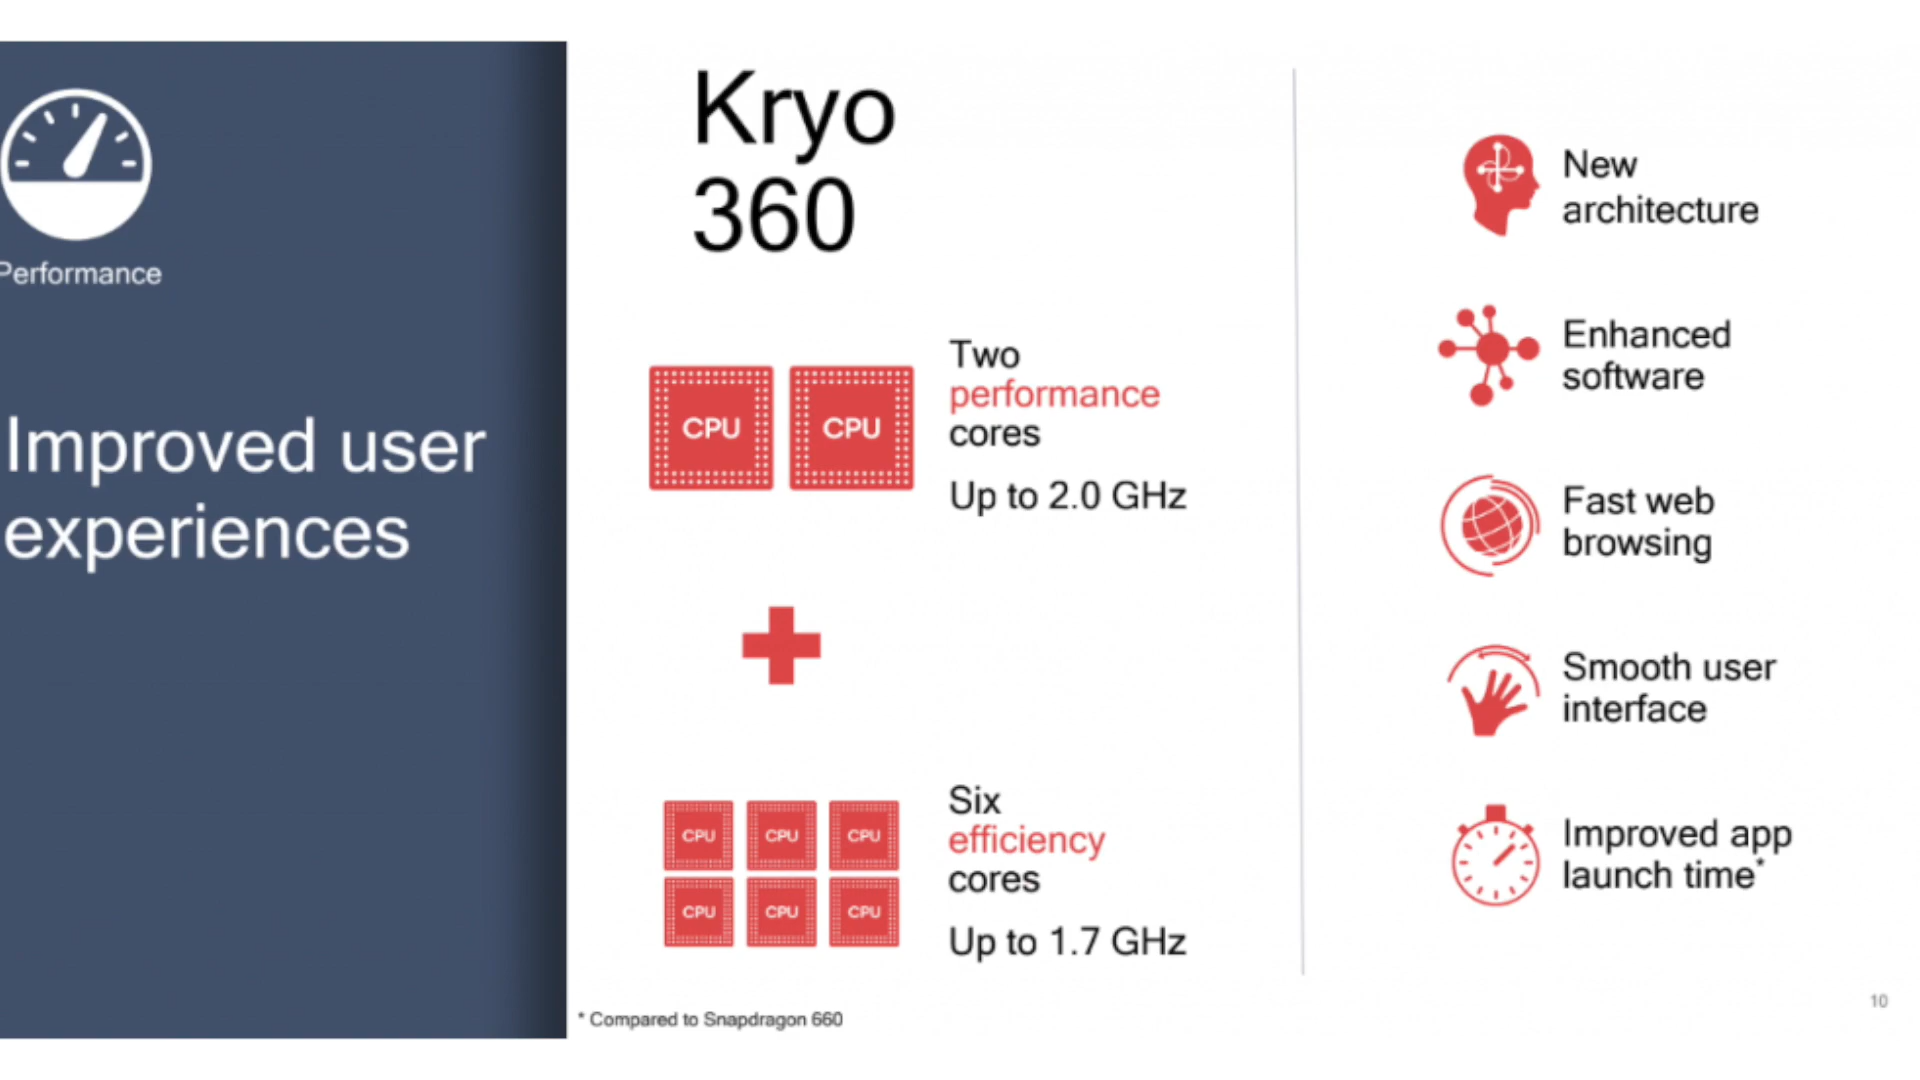 Performance
Improved user
experiences
Kryo
360
CPU CPU
Two
performance
cores
Up to 2.0 GHz
CPU CPU CPU
CPU CPU CPU
Six
efficiency
cores
Up to 1.7 GHz
New
architecture
Enhanced
software
Fast web
browsing
Smooth user
interface
Improved app
launch time*
* Compared to Snapdragon 660
10